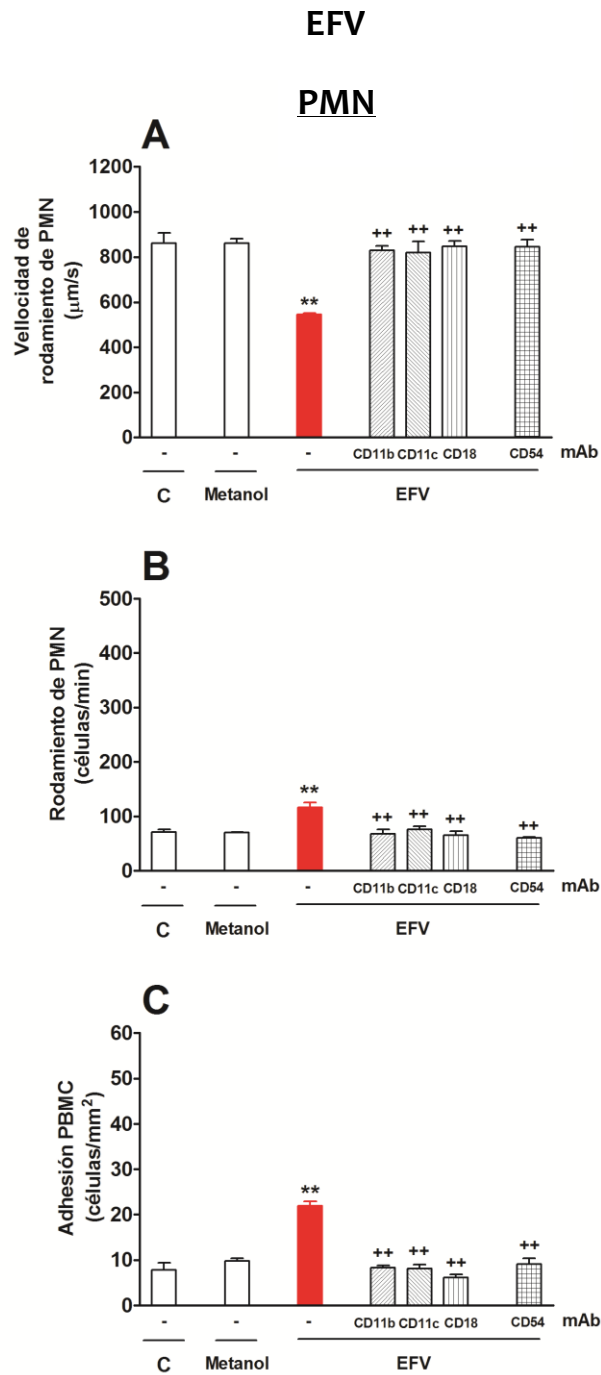 EFV
PMN
A
Vellocidad de
rodamiento de PMN
(µm/s)
1200
1000
800
600
400
200
0
**
++
++
++
++
-
-
-
CD11b
CD11c
CD18
CD54
mAb
C
Metanol
EFV
B
Rodamiento de PMN
(células/min)
500
400
300
200
100
0
**
++
++
++
++
-
-
-
CD11b
CD11c
CD18
CD54
mAb
C
Metanol
EFV
C
Adhesión PBMC
(células/mm²)
60
50
40
30
20
10
0
**
++
++
++
++
-
-
-
CD11b
CD11c
CD18
CD54
mAb
C
Metanol
EFV